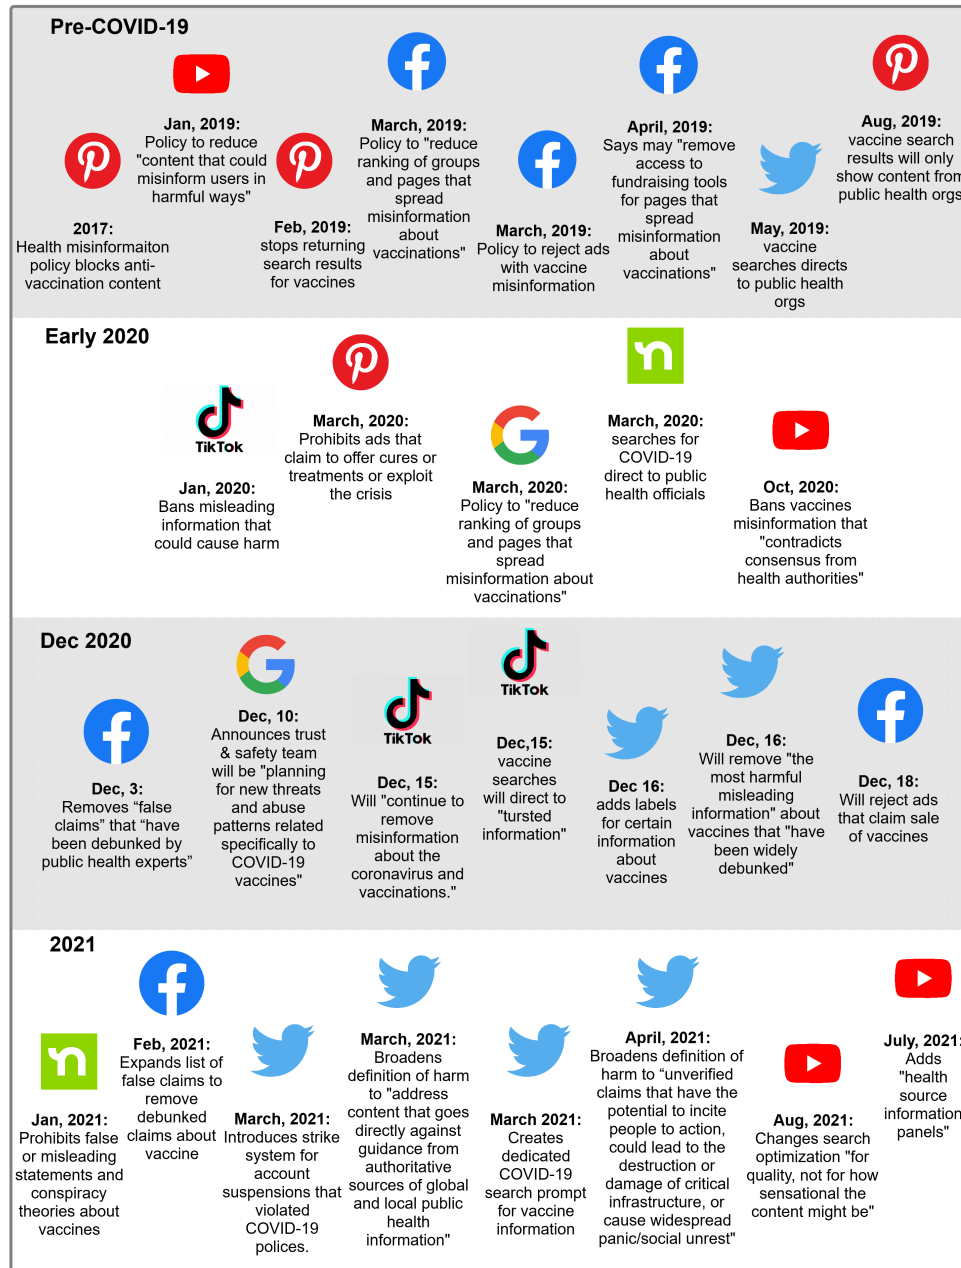 Pre-COVID-19
2017:
Health misinformaiton
policy blocks anti-
vaccination content
Jan, 2019:
Policy to reduce
"content that could
misinform users in
harmful ways"
Feb, 2019:
stops returning
search results
for vaccines
March, 2019:
Policy to "reduce
ranking of groups
and pages that
spread
misinformation
about
vaccinations"
March, 2019:
Policy to reject ads
with vaccine
misinformation
April, 2019:
Says may "remove
access to
fundraising tools
for pages that
spread
misinformation
about
vaccinations"
May, 2019:
vaccine
searches directs
to public health
orgs
Aug, 2019:
vaccine search
results will only
show content from
public health orgs
Early 2020
TikTok
Jan, 2020:
Bans misleading
information that
could cause harm
March, 2020:
Prohibits ads that
claim to offer cures or
treatments or exploit
the crisis
March, 2020:
Policy to "reduce
ranking of groups
and pages that
spread
misinformation about
vaccinations"
March, 2020:
searches for
COVID-19
direct to public
health officials
Oct, 2020:
Bans vaccines
misinformation that
"contradicts
consensus from
health authorities"
Dec 2020
Dec, 3:
Removes “false
claims” that “have
been debunked by
public health experts”
Dec, 10:
Announces trust
& safety team
will be "planning
for new threats
and abuse
patterns related
specifically to
COVID-19
vaccines"
TikTok
Dec, 15:
Will "continue to
remove
misinformation
about the
coronavirus and
vaccinations."
TikTok
Dec,15:
vaccine
searches
will direct to
"tursted
information"
Dec 16:
adds labels
for certain
information
about
vaccines
Dec, 16:
Will remove "the
most harmful
misleading
information" about
vaccines that "have
been widely
debunked"
Dec, 18:
Will reject ads
that claim sale
of vaccines
2021
Jan, 2021:
Prohibits false
or misleading
statements and
conspiracy
theories about
vaccines
Feb, 2021:
Expands list of
false claims to
remove
debunked
claims about
vaccine
March, 2021:
Introduces strike
system for
account
suspensions that
violated
COVID-19
polices.
March, 2021:
Broadens
definition of harm
to "address
content that goes
directly against
guidance from
authoritative
sources of global
and local public
health
information"
March 2021:
Creates
dedicated
COVID-19
search prompt
for vaccine
information
April, 2021:
Broadens definition of
harm to “unverified
claims that have the
potential to incite
people to action,
could lead to the
destruction or
damage of critical
infrastructure, or
cause widespread
panic/social unrest"
Aug, 2021:
Changes search
optimization "for
quality, not for how
sensational the
content might be"
July, 2021:
Adds
"health
source
information
panels"